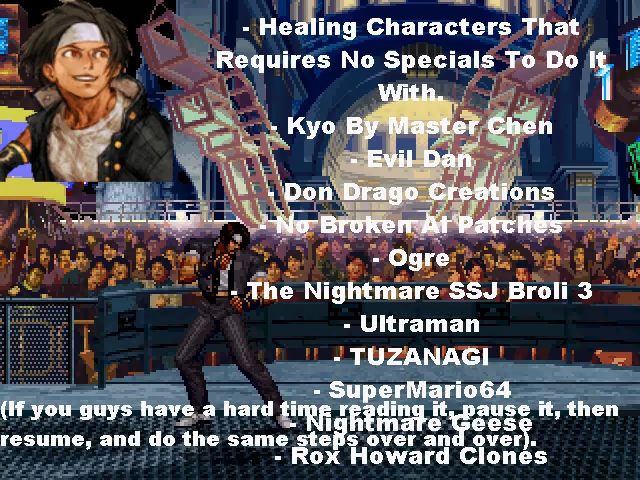 - Healing Characters That
Requires No Specials To Do It
With.
- Kyo By Master Chen
- Evil Dan
- Don Drago Creations
- No Broken AI Patches
- Ogre
- The Nightmare SSJ Broli 3
- Ultraman
- TUZANAGI
- SuperMario64
(If you guys have a hard time reading it, pause it, then
- Nightmare Geese
resume, and do the same steps over and over).
- Rox Howard Clones